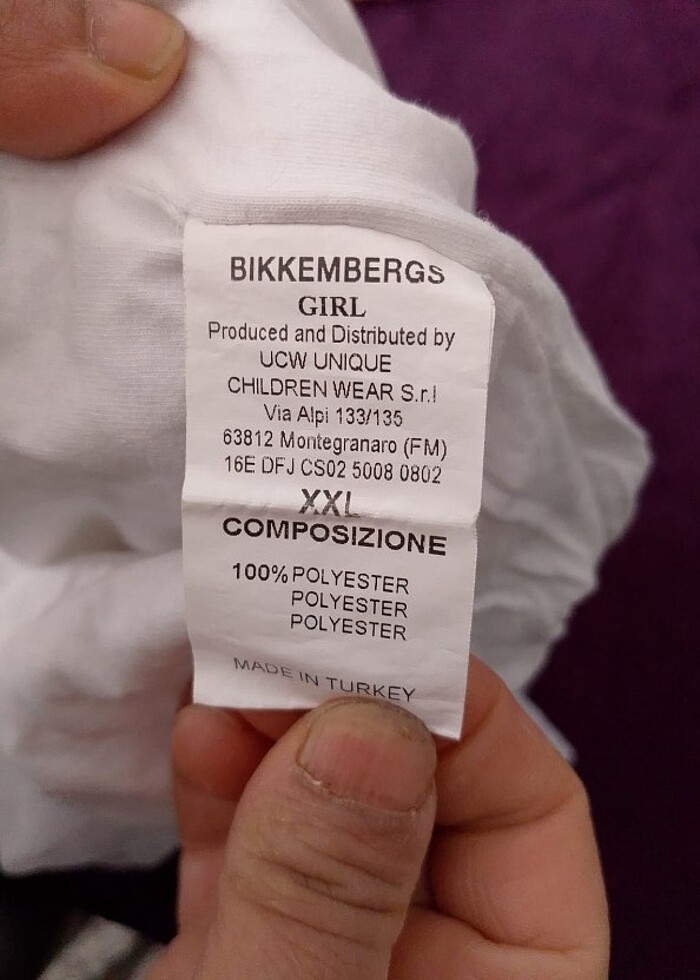 BIKKEMBERGS
GIRL
Produced and Distributed by
UCW UNIQUE
CHILDREN WEAR S.r.l
Via Alpi 133/135
63812 Montegranaro (FM)
16E DFJ CS02 5008 0802
XXL
COMPOSIZIONE
100% POLYESTER
POLYESTER
POLYESTER
MADE IN TURKEY